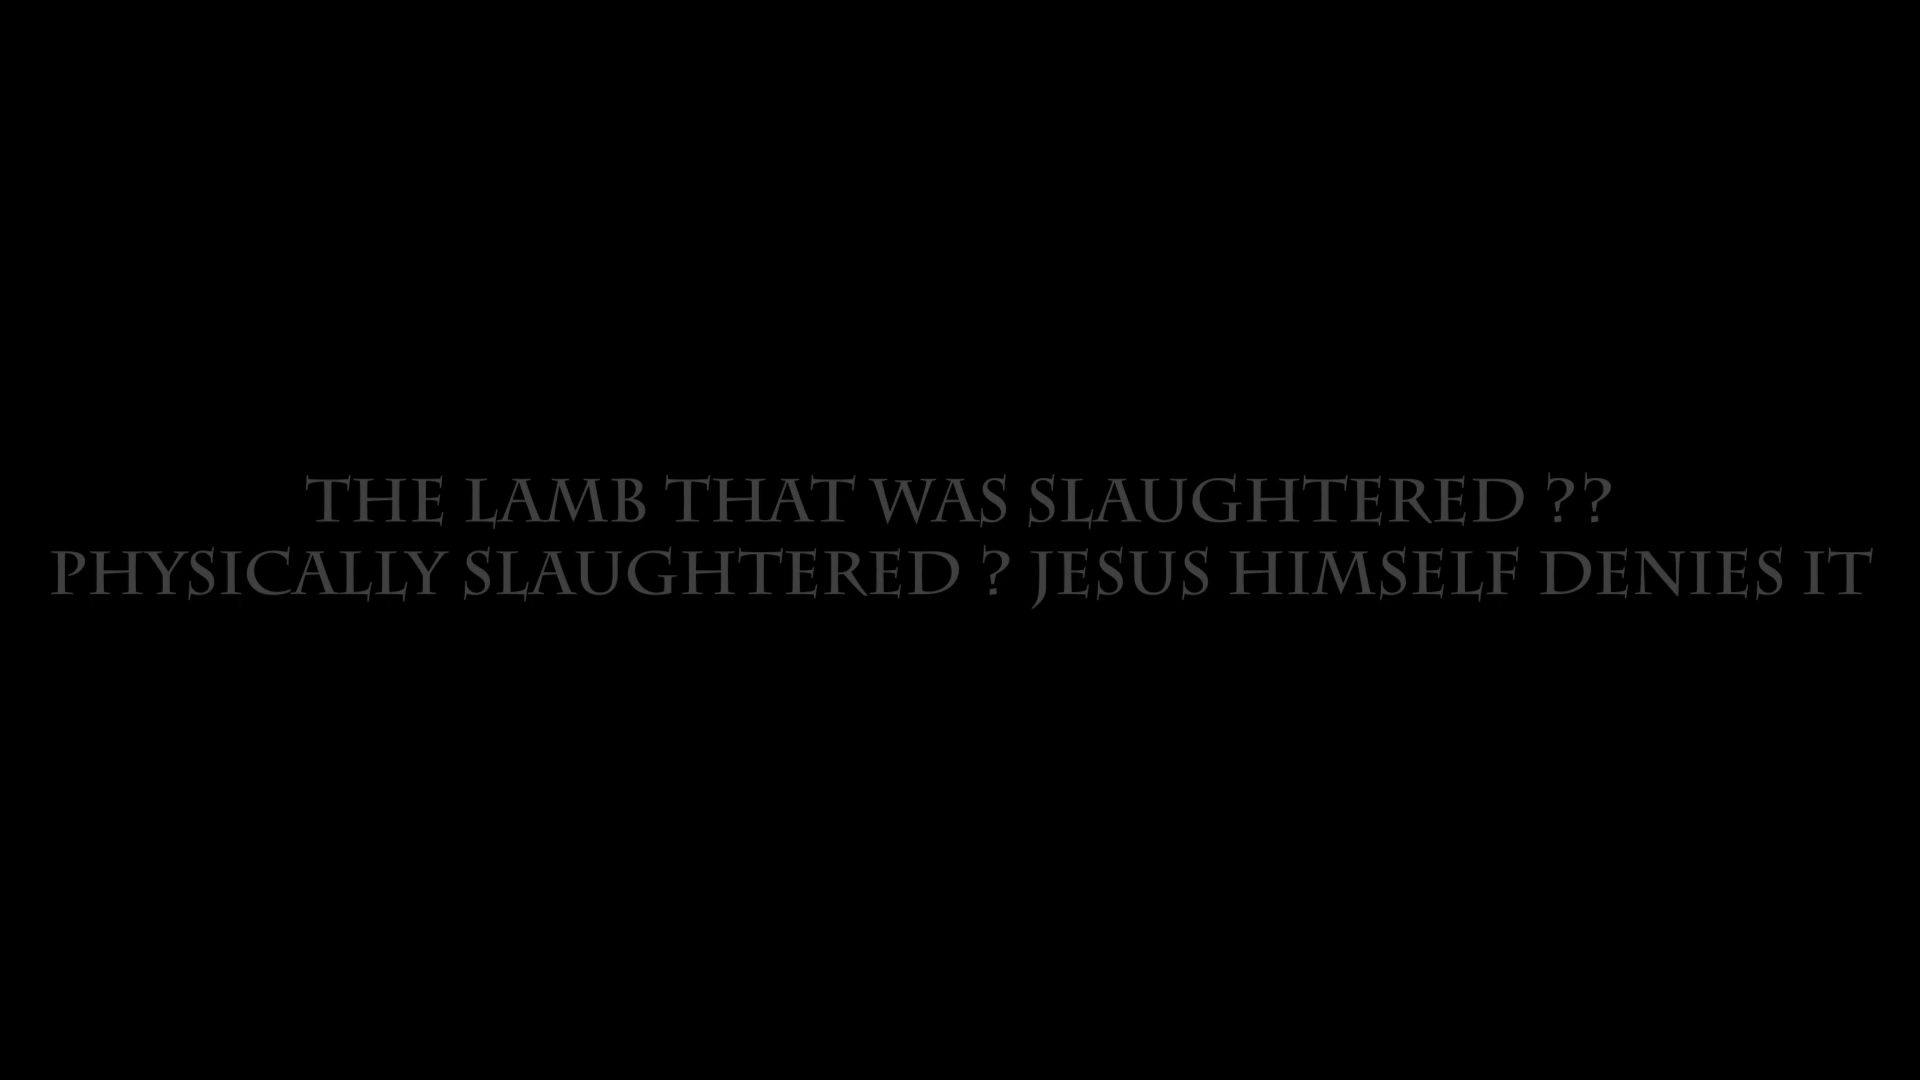 THE LAMB THAT WAS SLAUGHTERED ??
PHYSICALLY SLAUGHTERED ? JESUS HIMSELF DENIES IT